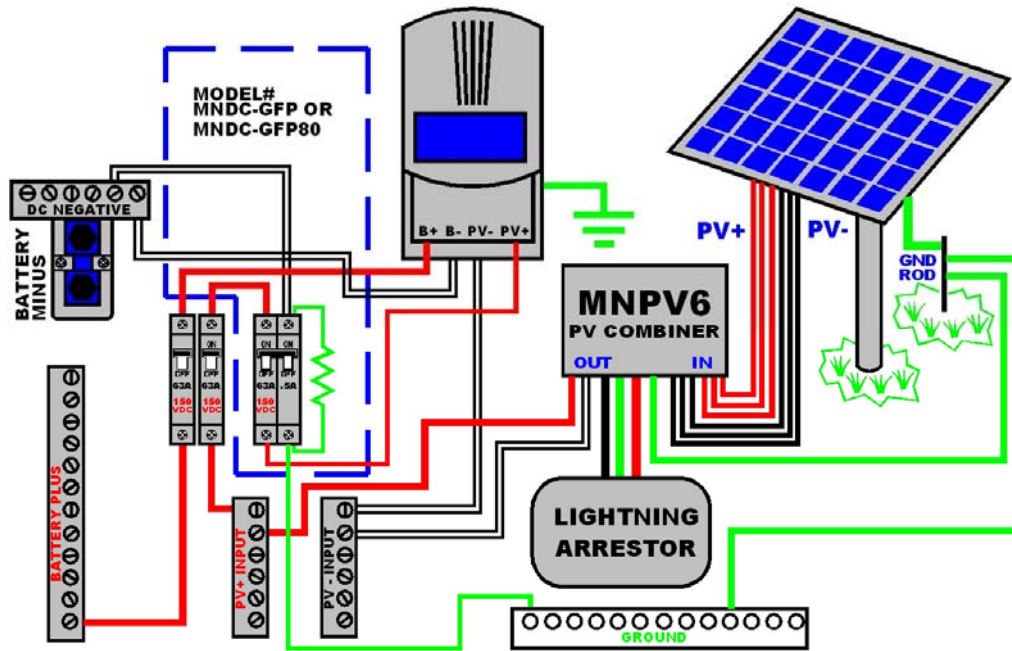 MODEL#
MNDC-GFP OR
MNDC-GFP80
DC NEGATIVE
BATTERY
MINUS
B+ B- PV- PV+
PV+
PV-
GND
ROD
MNPV6
PV COMBINER
OUT
IN
ON
ON
ON
OFF
OFF
OFF
63A
63A
63A
.5A
150
VDC
150
VDC
150
VDC
BATTERY PLUS
PV+ INPUT
PV - INPUT
LIGHTNING
ARRESTOR
GROUND